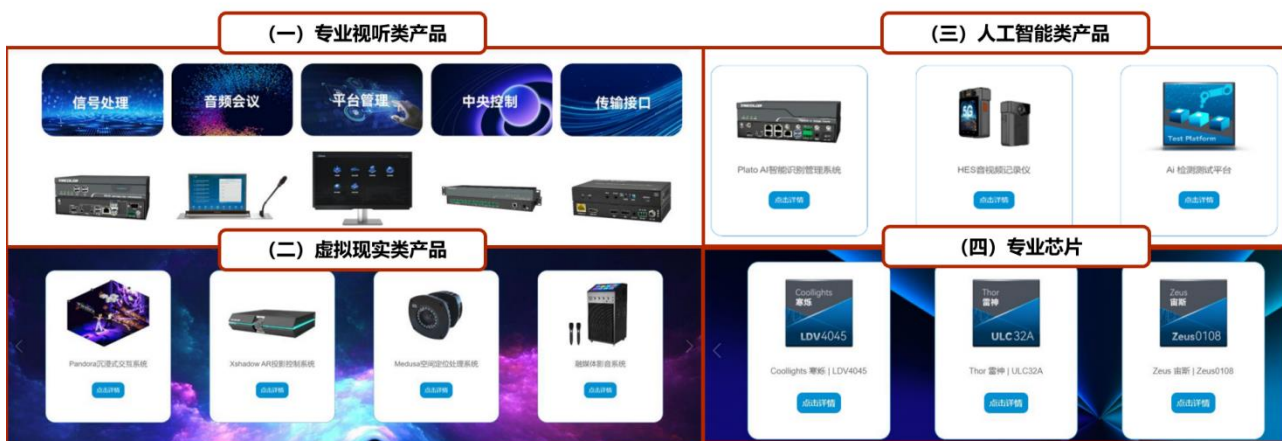 （一）专业视听类产品
信号处理
音频会议
平台管理
中央控制
传输接口
（二）虚拟现实类产品
Pandora沉浸式交互系统
点击详情
Xshadow AR投影控制系统
点击详情
Medusa空间定位处理系统
点击详情
融媒体影音系统
点击详情
（三）人工智能类产品
Plato AI智能识别管理系统
点击详情
5G
HES音视频记录仪
点击详情
Test Platform
Ai 检测测试平台
点击详情
（四）专业芯片
Coollights
寒烁
LDV4045
Coollights 寒烁 | LDV4045
点击详情
Thor
雷神
ULC32A
Thor 雷神 | ULC32A
点击详情
Zeus
宙斯
Zeus0108
Zeus 宙斯 | Zeus0108
点击详情